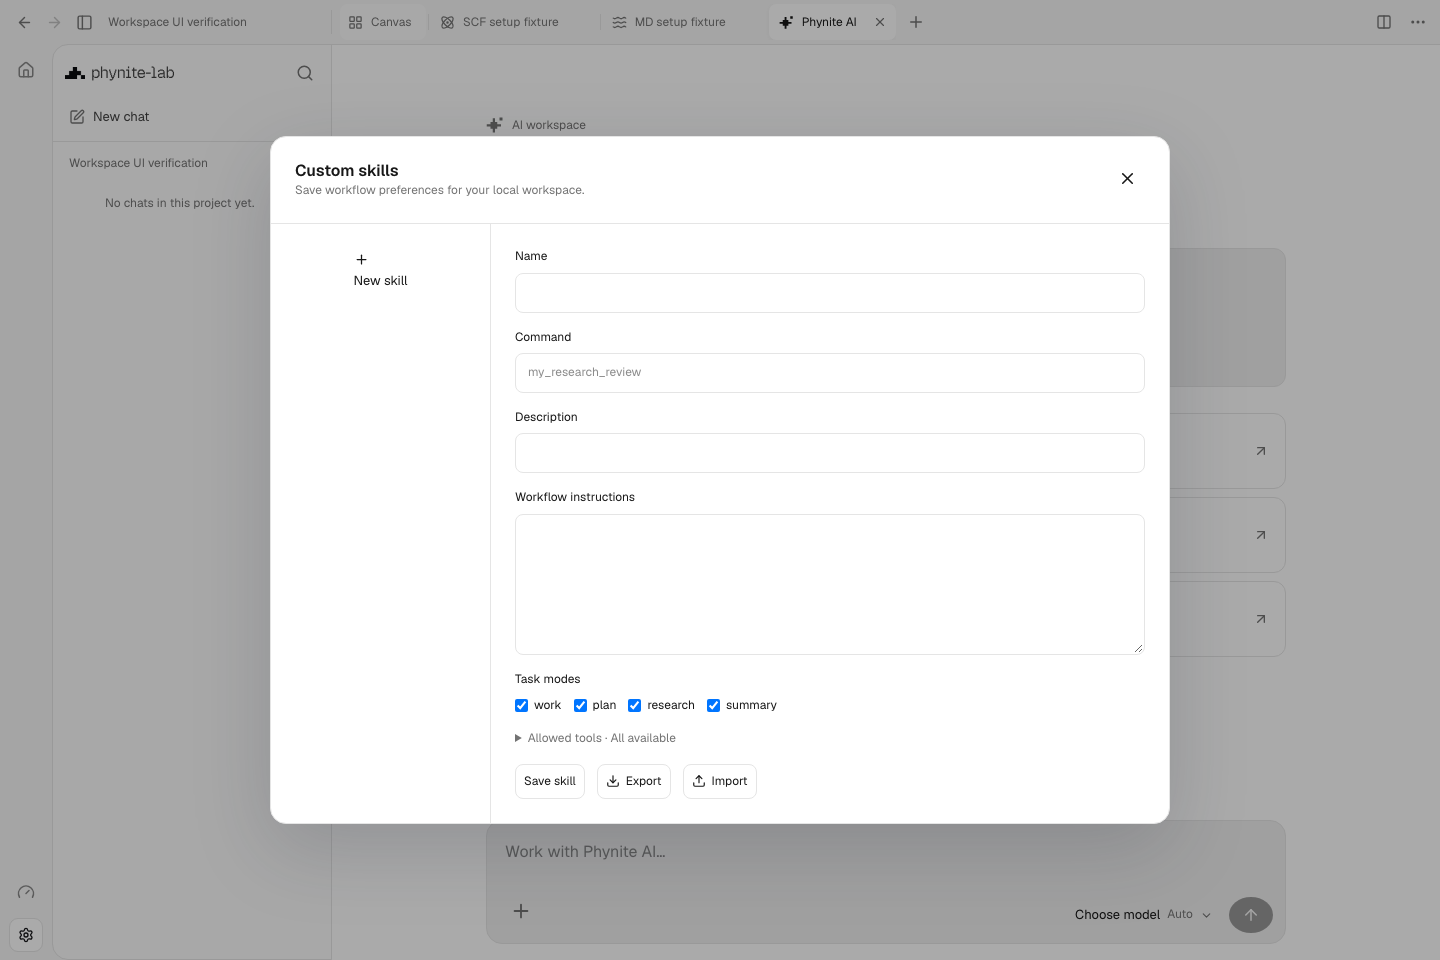 Workspace UI verification
Canvas
SCF setup fixture
MD setup fixture
Phynite AI
phynite-lab
New chat
Workspace UI verification
No chats in this project yet.
AI workspace
Custom skills
Save workflow preferences for your local workspace.
New skill
Name
Command
my_research_review
Description
Workflow instructions
Task modes
work plan research summary
Allowed tools · All available
Save skill Export Import
Work with Phynite AI...
Choose model Auto